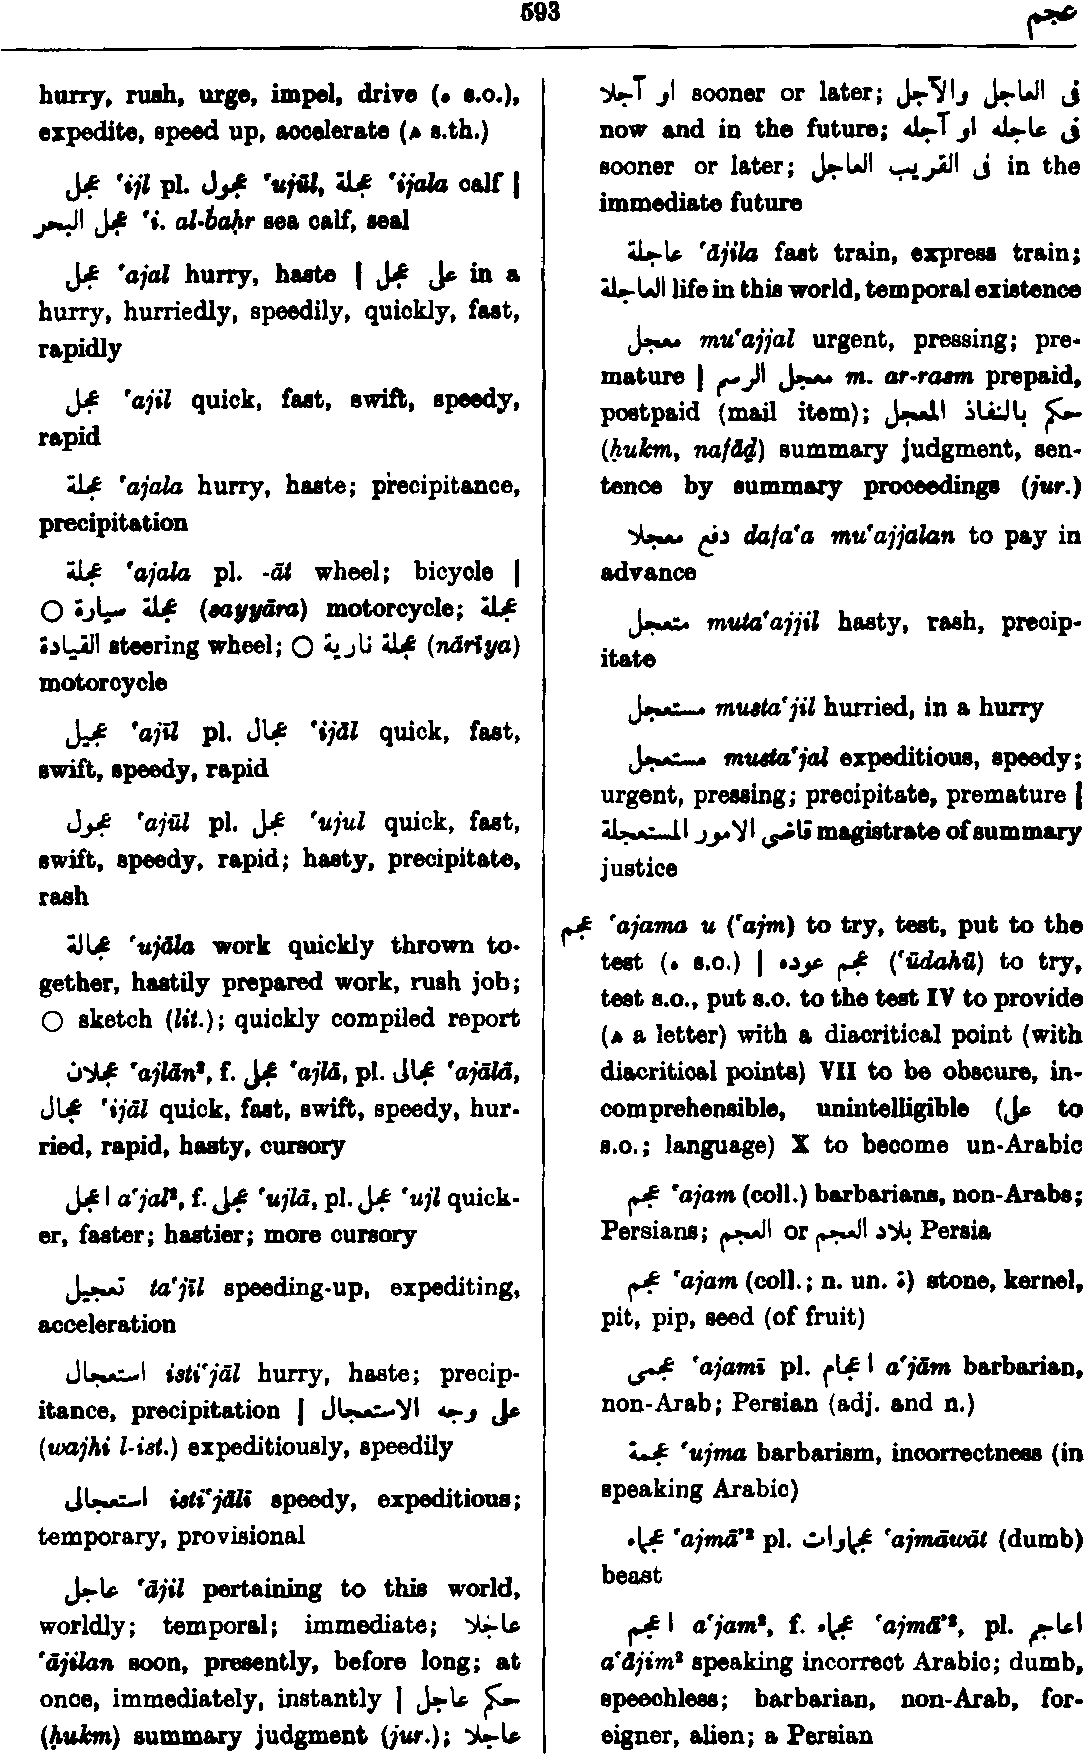 593
عجم
hurry, rush, urge, impel, drive (ه s.o.),
expedite, speed up, accelerate (ﻫ s.th.)
عجل ‘ijl pl. عجول ‘ujūl, عجلة ‘ijala calf |
عجل البحر ‘i. al-baḥr sea calf, seal
عجل ‘ajal hurry, haste | على عجل in a
hurry, hurriedly, speedily, quickly, fast,
rapidly
عجل ‘ajil quick, fast, swift, speedy,
rapid
عجلة ‘ajala hurry, haste; precipitance,
precipitation
عجلة ‘ajala pl. -āt wheel; bicycle |
○ عجلة سيارة (sayyāra) motorcycle; عجلة
القيادة steering wheel; ○ عجلة نارية (nārīya)
motorcycle
عجيل ‘ajīl pl. عجال ‘ijāl quick, fast,
swift, speedy, rapid
عجول ‘ajūl pl. عجل ‘ujul quick, fast,
swift, speedy, rapid; hasty, precipitate,
rash
عجالة ‘ujāla work quickly thrown to-
gether, hastily prepared work, rush job;
○ sketch (lit.); quickly compiled report
عجلان ‘ajlān², f. عجلى ‘ajlā, pl. عجالى ‘ajālā,
عجال ‘ijāl quick, fast, swift, speedy, hur-
ried, rapid, hasty, cursory
اعجل a‘jal², f. عجلى ‘ujlā, pl. عجل ‘ujl quick-
er, faster; hastier; more cursory
تعجيل ta‘jīl speeding-up, expediting,
acceleration
استعجال isti‘jāl hurry, haste; precip-
itance, precipitation | على وجه الاستعجال
(wajhi l-ist.) expeditiously, speedily
استعجالى isti‘jālī speedy, expeditious;
temporary, provisional
عاجل ‘ājil pertaining to this world,
worldly; temporal; immediate; عاجلا
‘ājilan soon, presently, before long; at
once, immediately, instantly | حكم عاجل
(ḥukm) summary judgment (jur.); عاجلا
او آجلا sooner or later; فى العاجل والآجل
now and in the future; فى عاجله او آجله
sooner or later; فى القريب العاجل in the
immediate future
عاجلة ‘ājila fast train, express train;
العاجلة life in this world, temporal existence
معجل mu‘ajjal urgent, pressing; pre-
mature | معجل الرسم m. ar-rasm prepaid,
postpaid (mail item); حكم بالنفاذ المعجل
(ḥukm, nafāḏ) summary judgment, sen-
tence by summary proceedings (jur.)
دفع معجلا dafa‘a mu‘ajjalan to pay in
advance
متعجل muta‘ajjil hasty, rash, precip-
itate
مستعجل musta‘jil hurried, in a hurry
مستعجل musta‘jal expeditious, speedy;
urgent, pressing; precipitate, premature |
قاضى الامور المستعجلة magistrate of summary
justice
عجم ‘ajama u (‘ajm) to try, test, put to the
test (ه s.o.) | عجم عوده (‘ūdahū) to try,
test s.o., put s.o. to the test IV to provide
(ﻫ a letter) with a diacritical point (with
diacritical points) VII to be obscure, in-
comprehensible, unintelligible (على to
s.o.; language) X to become un-Arabic
عجم ‘ajam (coll.) barbarians, non-Arabs;
Persians; العجم or بلاد العجم Persia
عجم ‘ajam (coll.; n. un. ة) stone, kernel,
pit, pip, seed (of fruit)
عجمى ‘ajamī pl. اعجام a‘jām barbarian,
non-Arab; Persian (adj. and n.)
عجمة ‘ujma barbarism, incorrectness (in
speaking Arabic)
عجماء ‘ajmā’² pl. عجماوات ‘ajmāwāt (dumb)
beast
اعجم a‘jam², f. عجماء ‘ajmā’², pl. اعاجم
a‘ājim² speaking incorrect Arabic; dumb,
speechless; barbarian, non-Arab, for-
eigner, alien; a Persian